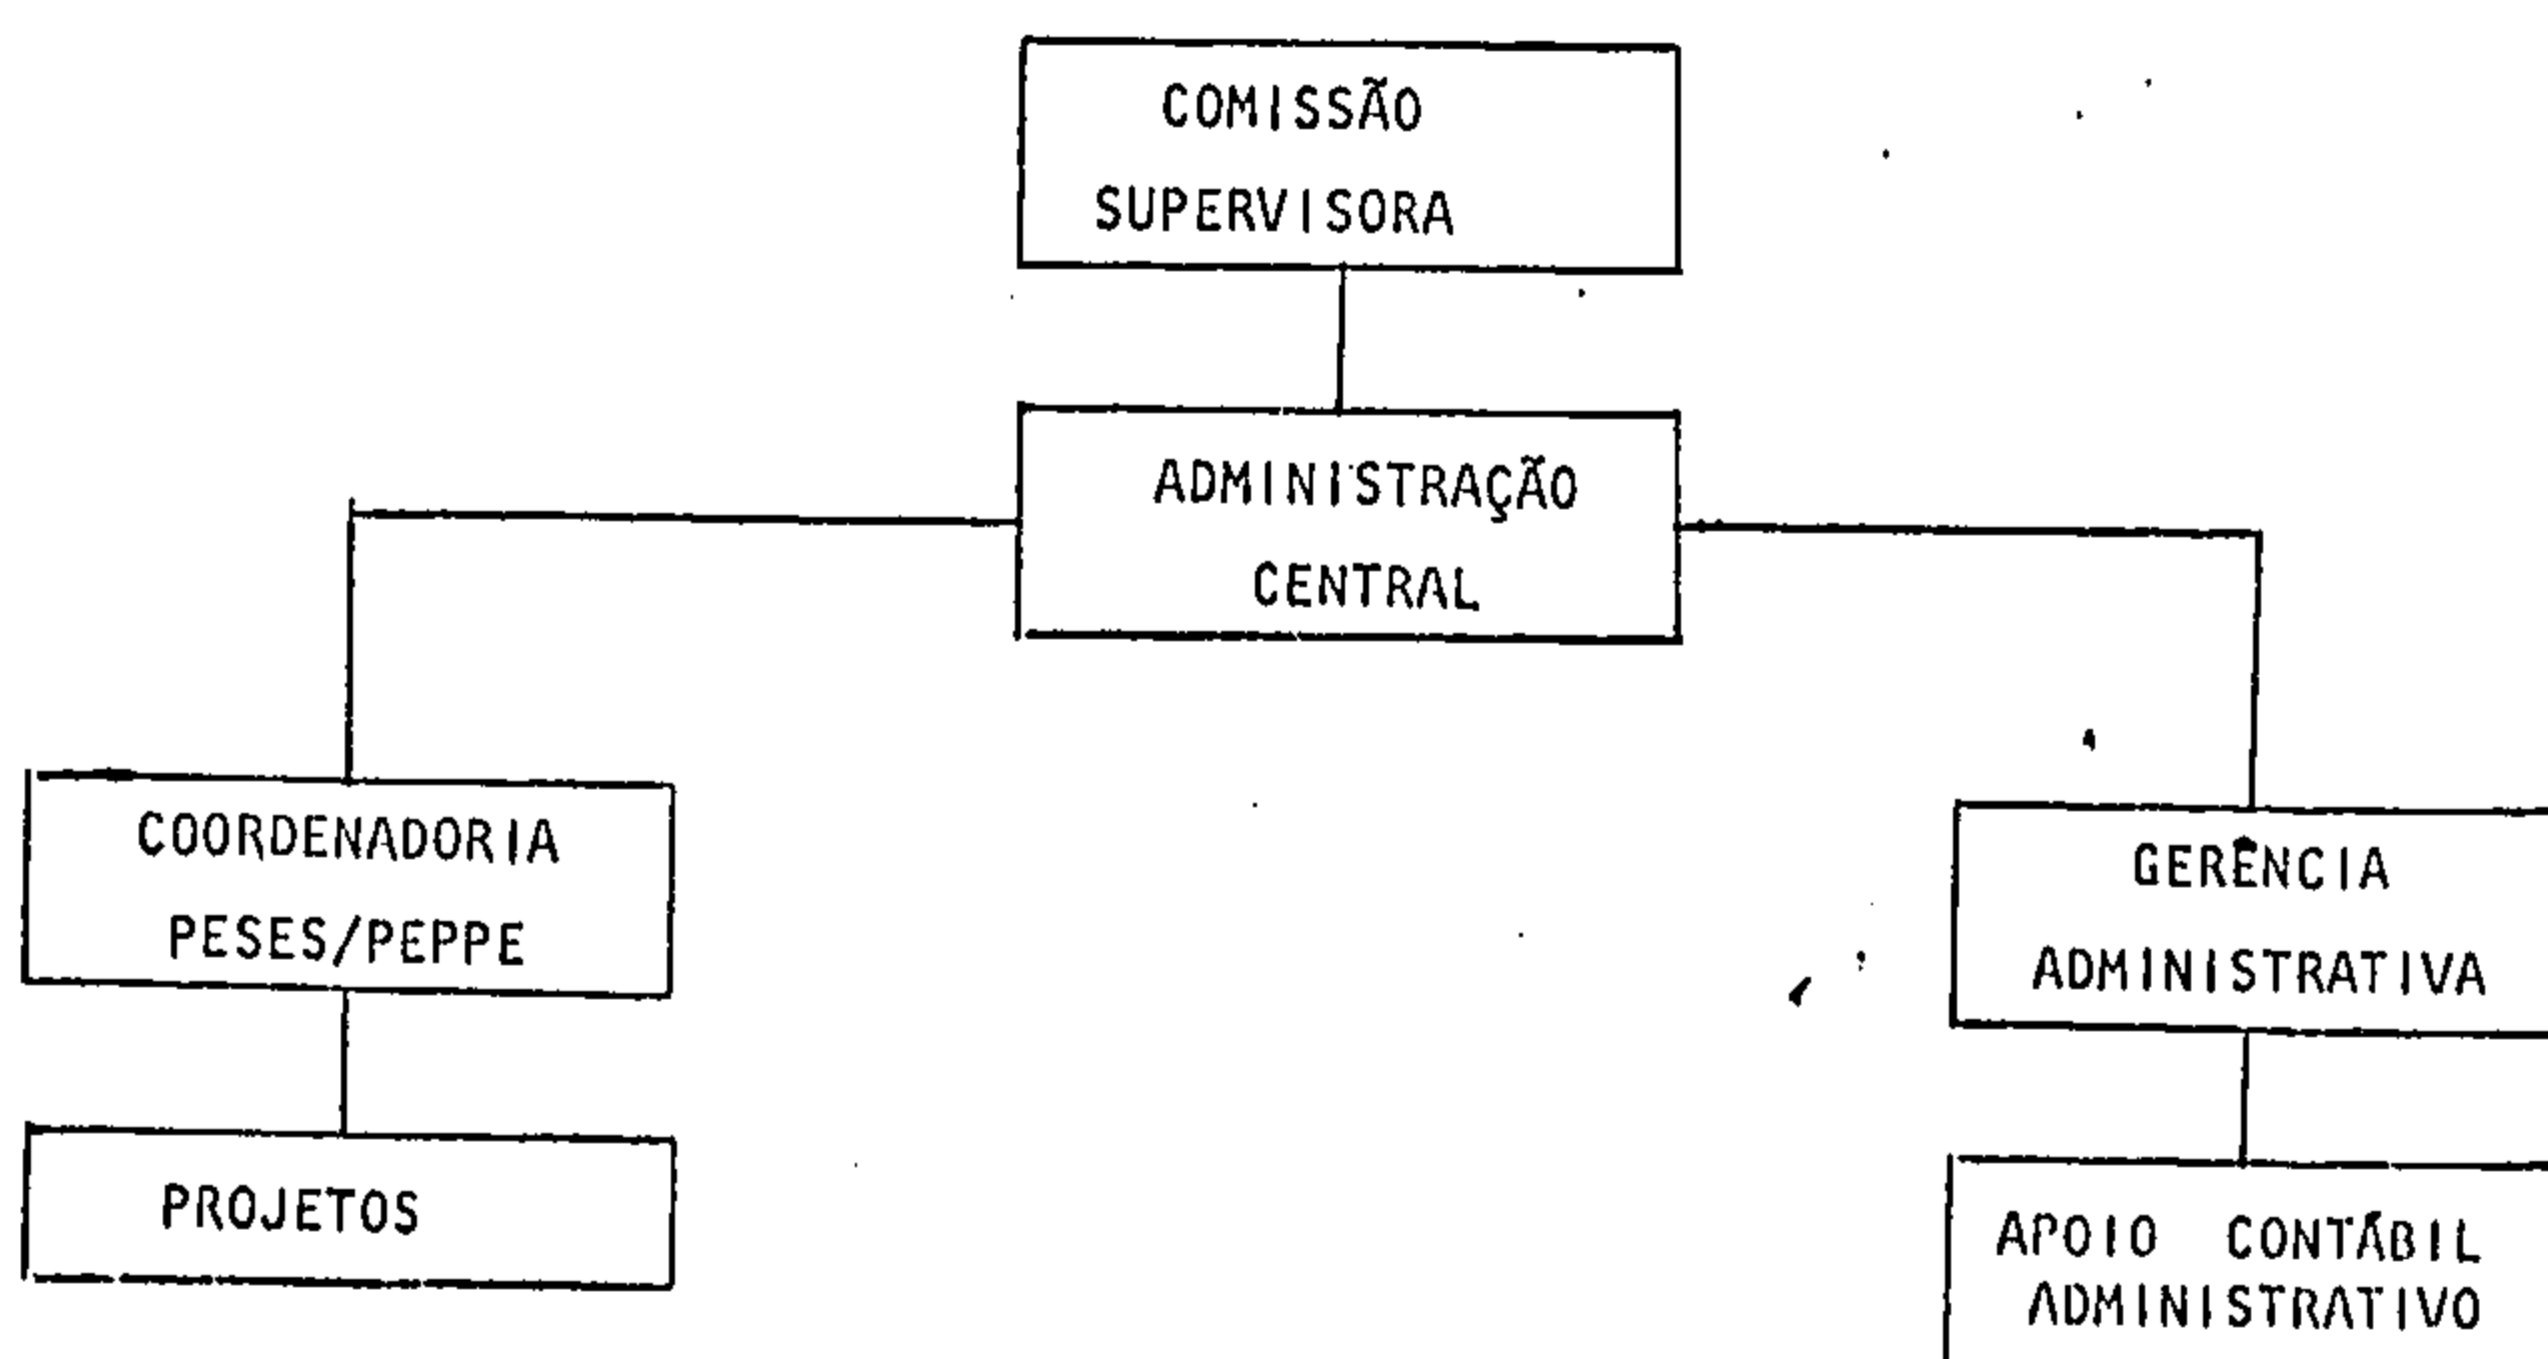 COMISSÃO
SUPERVISORA
ADMINISTRAÇÃO
CENTRAL
COORDENADORIA
PESES/PEPPE
GERÊNCIA
ADMINISTRATIVA
PROJETOS
APOIO CONTÁBIL
ADMINISTRATIVO